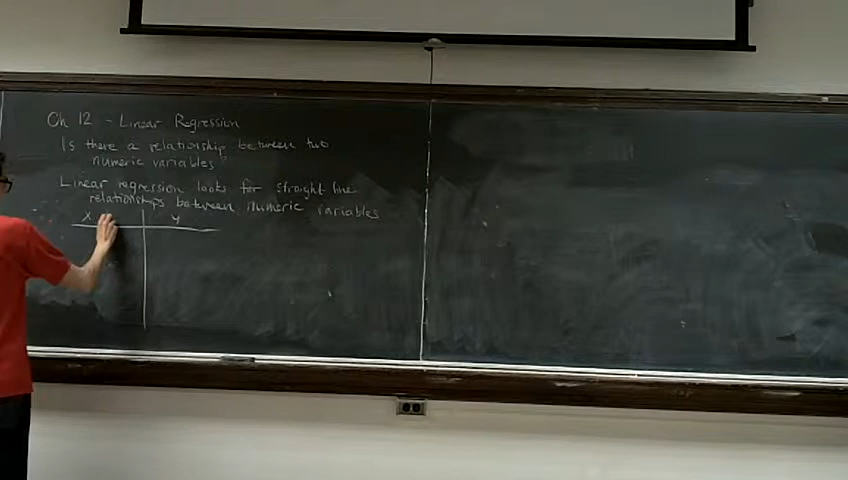 Ch 12 - Linear Regression
Is there a relationship between two
numeric variables?
Linear regression looks for straight-line
relationships between numeric variables
x y